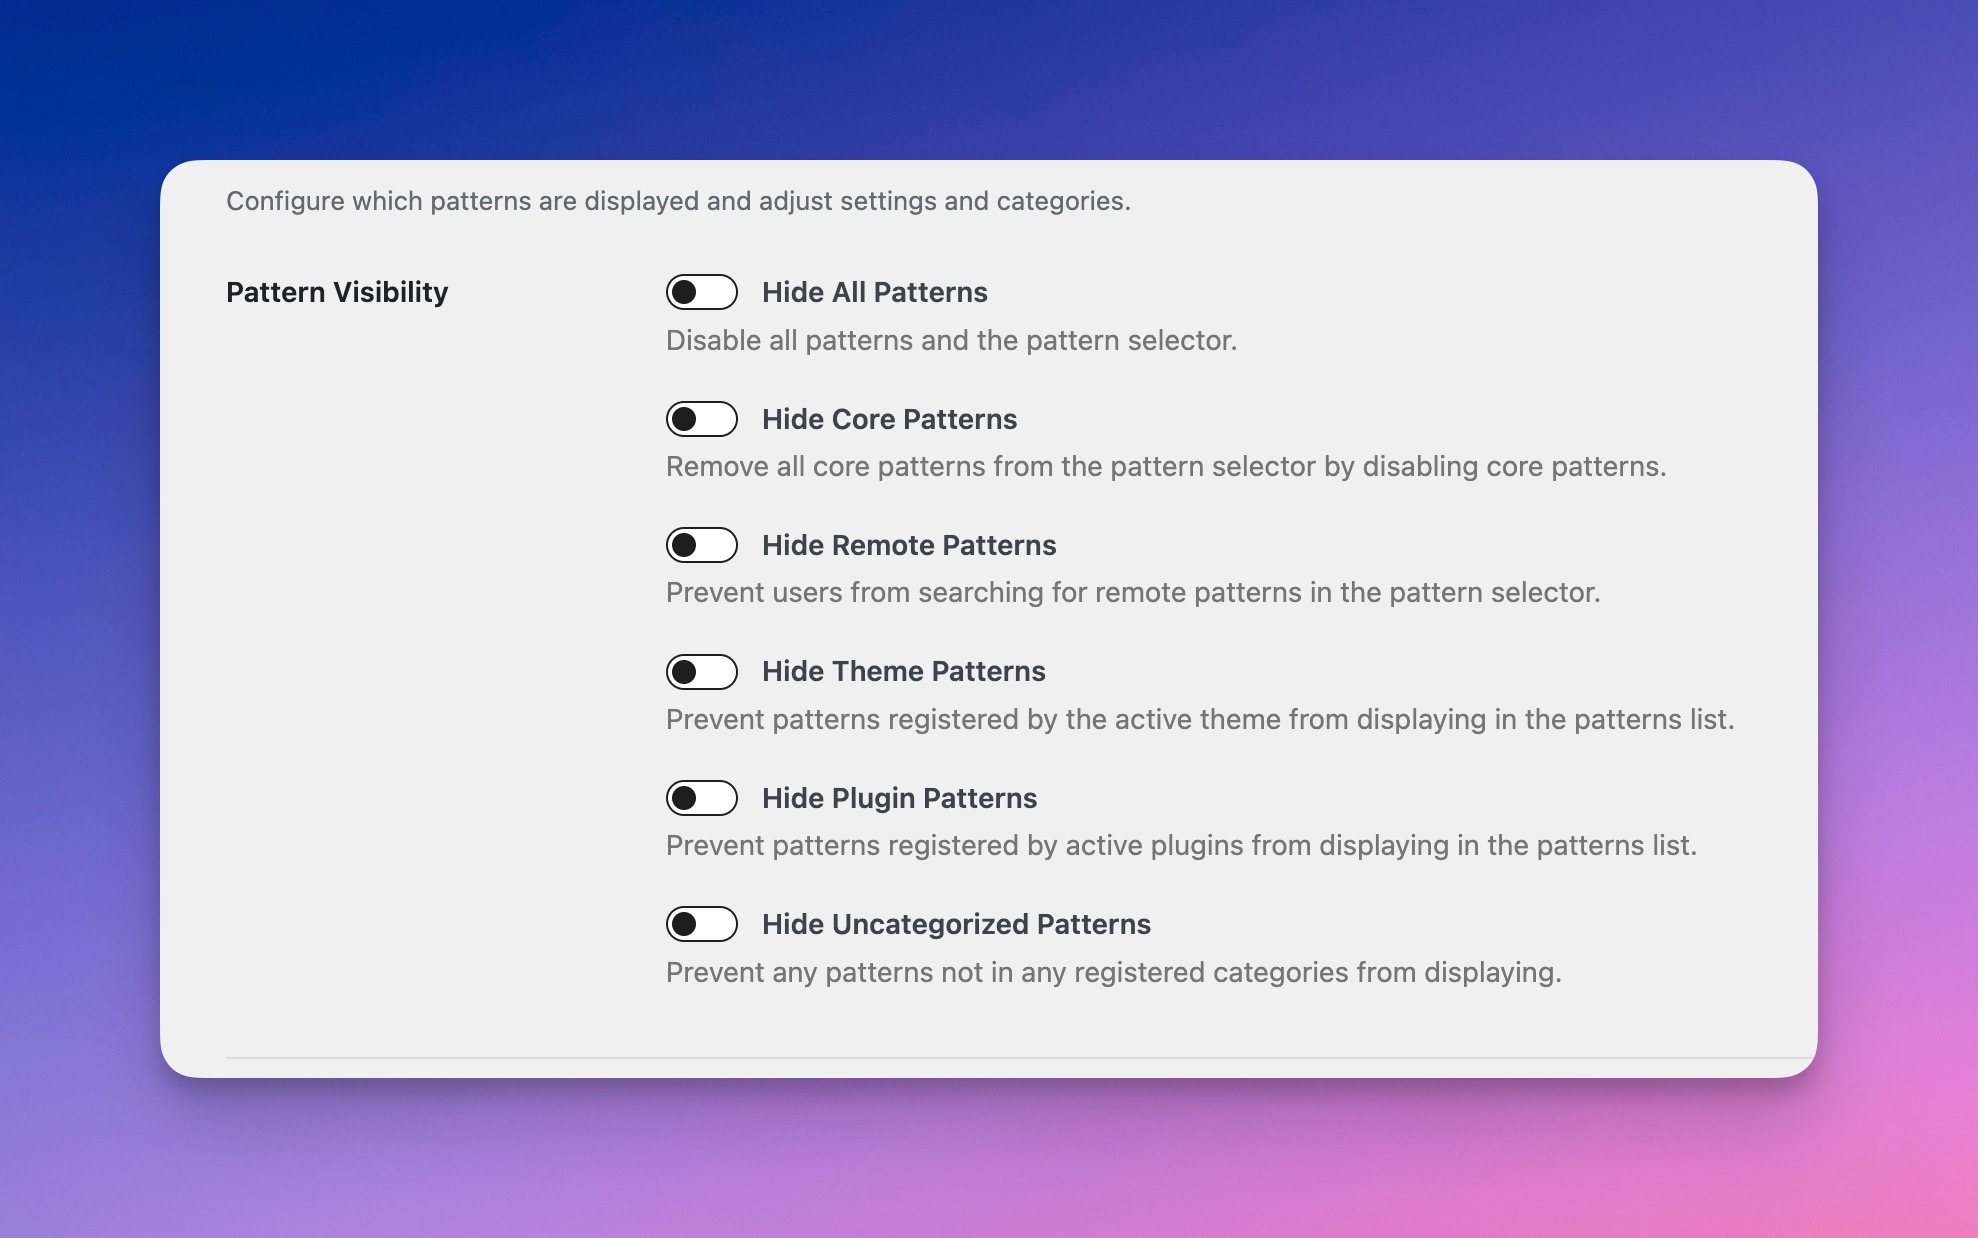 Configure which patterns are displayed and adjust settings and categories.
Pattern Visibility
Hide All Patterns
Disable all patterns and the pattern selector.
Hide Core Patterns
Remove all core patterns from the pattern selector by disabling core patterns.
Hide Remote Patterns
Prevent users from searching for remote patterns in the pattern selector.
Hide Theme Patterns
Prevent patterns registered by the active theme from displaying in the patterns list.
Hide Plugin Patterns
Prevent patterns registered by active plugins from displaying in the patterns list.
Hide Uncategorized Patterns
Prevent any patterns not in any registered categories from displaying.